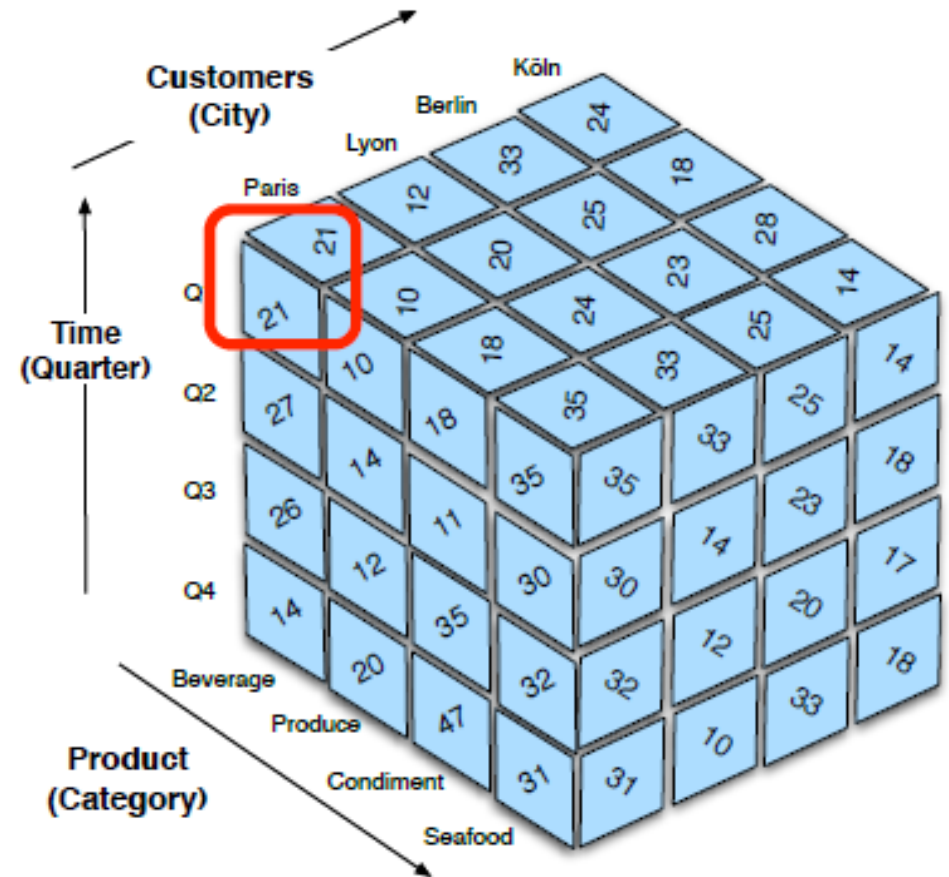 Customers
(City)
Köln
Berlin
Lyon
Paris
24
33
18
12
25
28
21
20
23
14
10
24
25
18
33
35
Time
(Quarter)
Q
Q2
Q3
Q4
21
10
18
35
27
14
11
30
26
12
35
32
14
20
47
31
35
33
25
14
30
14
23
18
32
12
20
17
31
10
33
18
Beverage
Produce
Condiment
Seafood
Product
(Category)